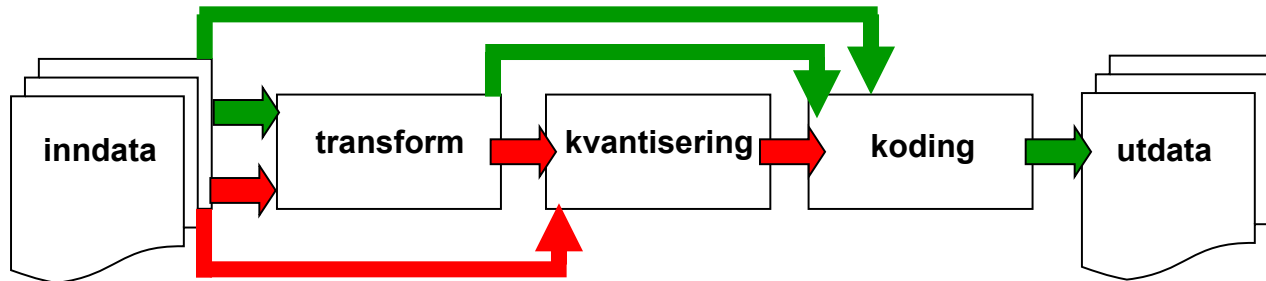 inndata
transform
kvantisering
koding
utdata